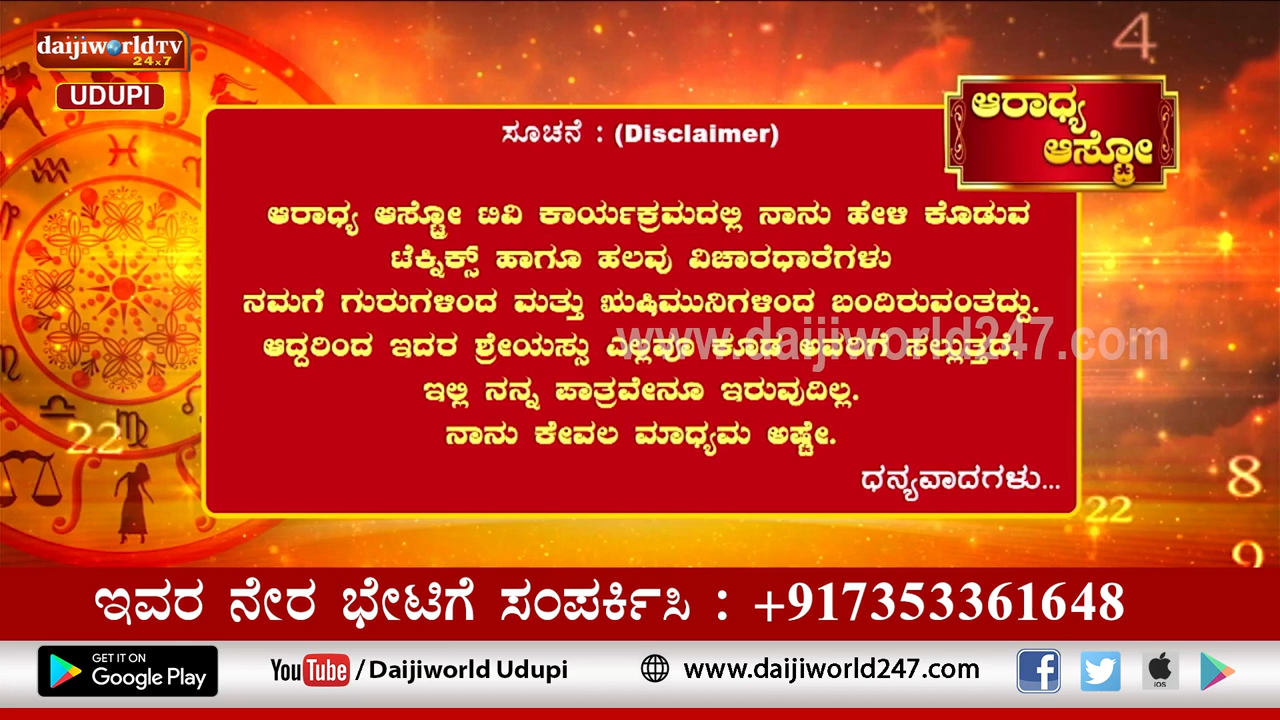 daijiworldTV
24x7
UDUPI
4
ಆರಾಧ್ಯ
ಆಸ್ಟ್ರೋ
ಸೂಚನೆ : (Disclaimer)
ಆರಾಧ್ಯ ಆಸ್ಟ್ರೋ ಟಿವಿ ಕಾರ್ಯಕ್ರಮದಲ್ಲಿ ನಾನು ಹೇಳಿ ಕೊಡುವ
ಟೆಕ್ನಿಕ್ಸ್ ಹಾಗೂ ಹಲವು ವಿಚಾರಧಾರೆಗಳು
ನಮಗೆ ಗುರುಗಳಿಂದ ಮತ್ತು ಋಷಿಮುನಿಗಳಿಂದ ಬಂದಿರುವಂತದ್ದು.
www.daijiworld247.com
ಆದ್ದರಿಂದ ಇದರ ಶ್ರೇಯಸ್ಸು ಎಲ್ಲವೂ ಕೂಡ ಅವರಿಗೆ ಸಲ್ಲುತ್ತದೆ.
ಇಲ್ಲಿ ನನ್ನ ಪಾತ್ರವೇನೂ ಇರುವುದಿಲ್ಲ.
ನಾನು ಕೇವಲ ಮಾಧ್ಯಮ ಅಷ್ಟೇ.
22
ಧನ್ಯವಾದಗಳು...
8
22
9
ಇವರ ನೇರ ಭೇಟಿಗೆ ಸಂಪರ್ಕಿಸಿ : +917353361648
GET IT ON
Google Play
YouTube /Daijiworld Udupi
www.daijiworld247.com
iOS